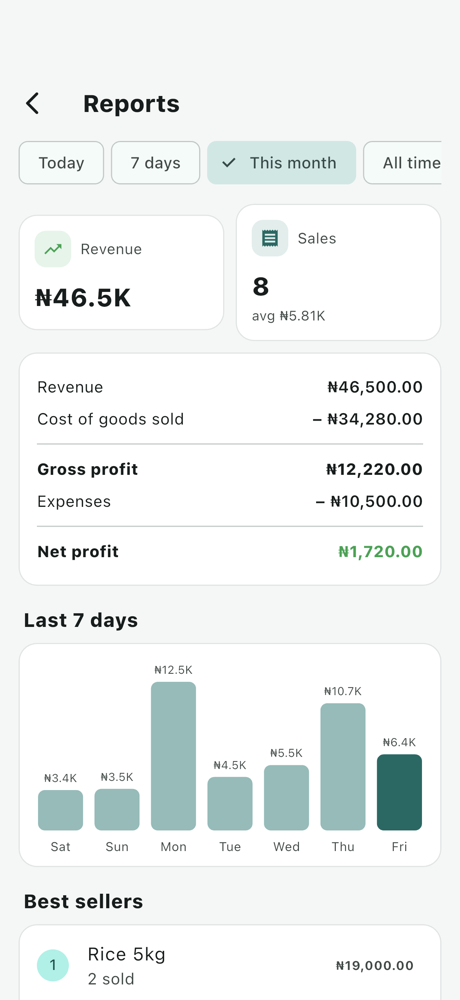 Reports
Today
7 days
This month
All time
Revenue
₦46.5K
Sales
8
avg ₦5.81K
Revenue ₦46,500.00
Cost of goods sold – ₦34,280.00
Gross profit ₦12,220.00
Expenses – ₦10,500.00
Net profit ₦1,720.00
Last 7 days
₦3.4K
₦3.5K
₦12.5K
₦4.5K
₦5.5K
₦10.7K
₦6.4K
Sat
Sun
Mon
Tue
Wed
Thu
Fri
Best sellers
1
Rice 5kg
2 sold
₦19,000.00